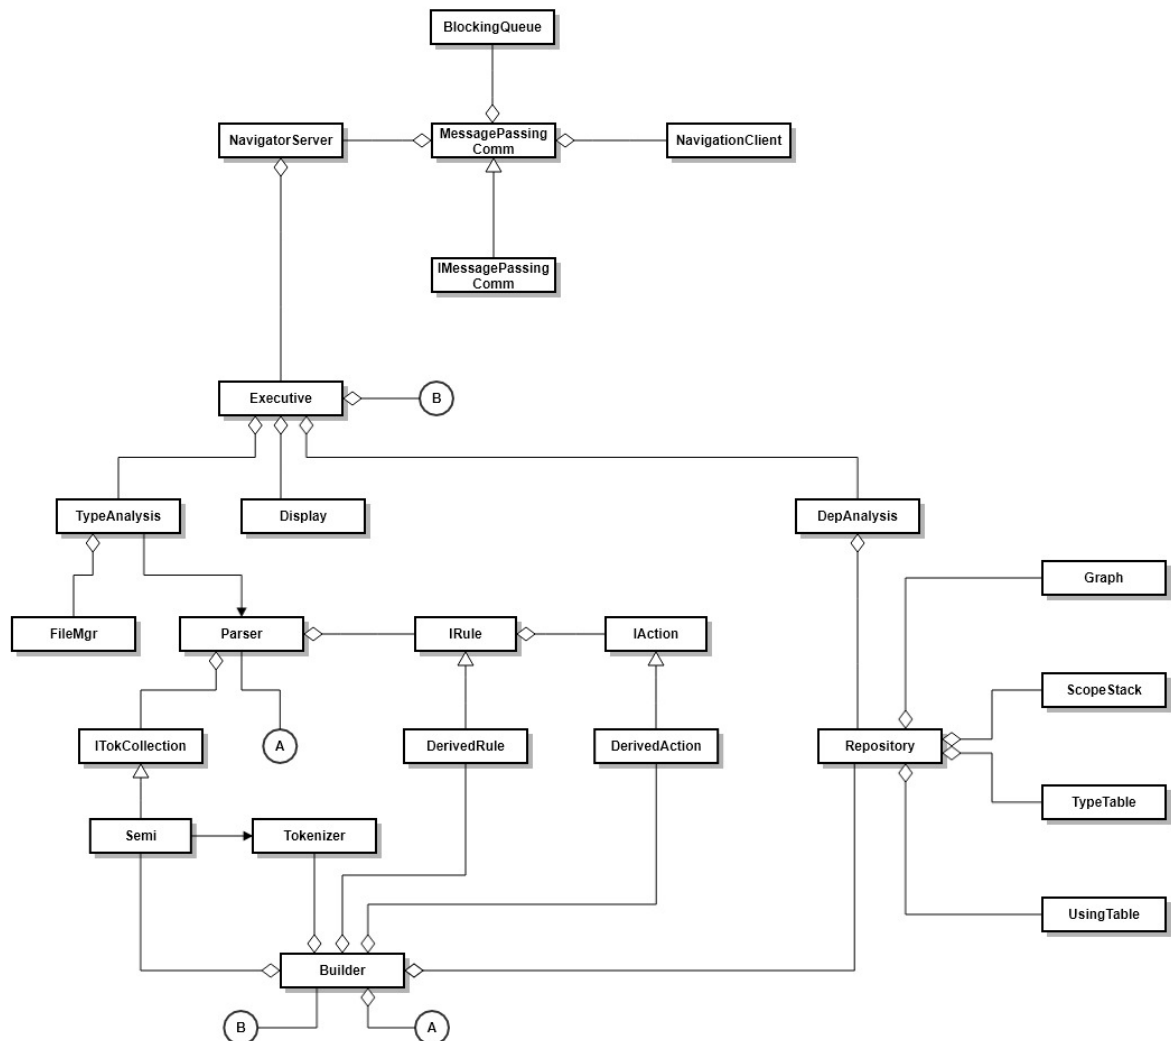 BlockingQueue
NavigatorServer
MessagePassing
Comm
NavigationClient
IMessagePassing
Comm
Executive
B
TypeAnalysis
Display
DepAnalysis
Graph
FileMgr
Parser
IRule
IAction
ScopeStack
ITokCollection
A
DerivedRule
DerivedAction
Repository
TypeTable
Semi
Tokenizer
UsingTable
Builder
B
A